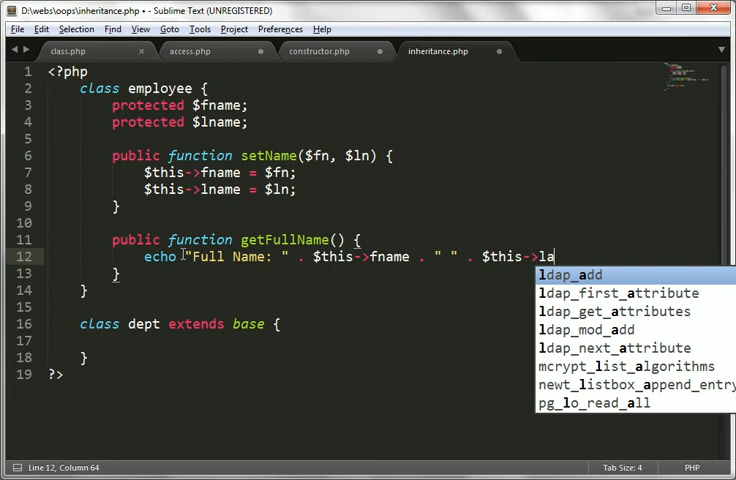 D:\webs\oops\inheritance.php • - Sublime Text (UNREGISTERED)
File Edit Selection Find View Goto Tools Project Preferences Help
class.php × access.php constructor.php inheritance.php
1 <?php
2 class employee {
3 protected $fname;
4 protected $lname;
5
6 public function setName($fn, $ln) {
7 $this->fname = $fn;
8 $this->lname = $ln;
9 }
10
11 public function getFullName() {
12 echo "Full Name: " . $this->fname . " " . $this->la
13 }
14 }
15
16 class dept extends base {
17
18 }
19 ?>
ldap_add
ldap_first_attribute
ldap_get_attributes
ldap_mod_add
ldap_next_attribute
mcrypt_list_algorithms
newt_listbox_append_entry
pg_lo_read_all
Line 12, Column 64 Tab Size: 4 PHP